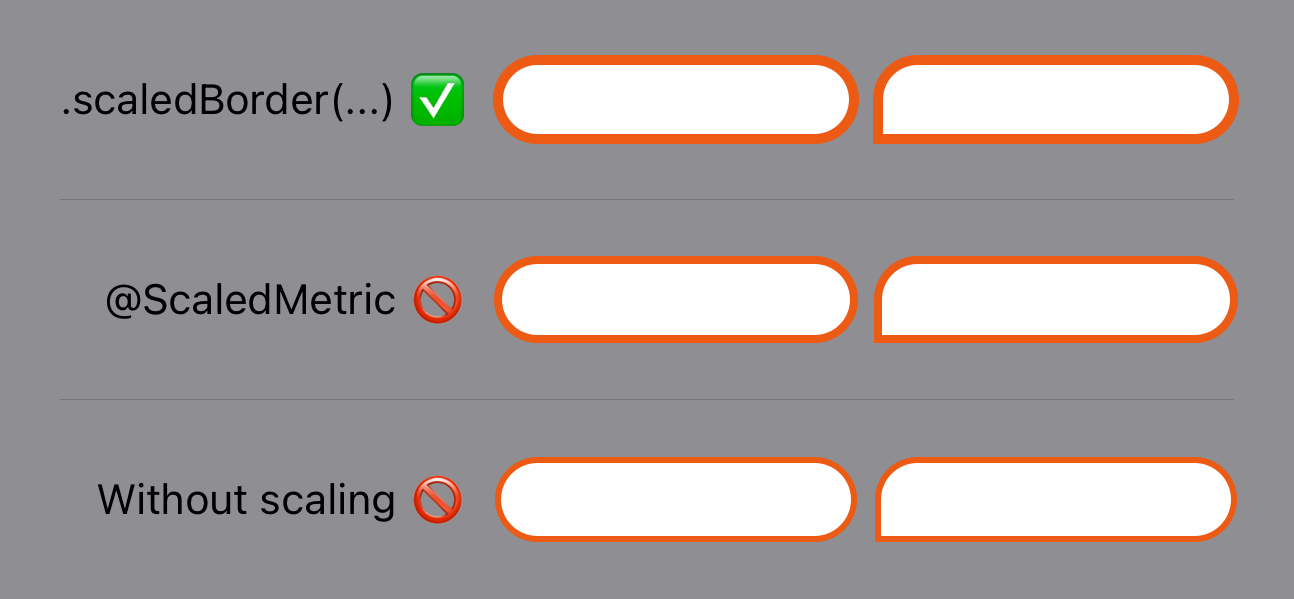 .scaledBorder(...) ✅
@ScaledMetric 🚫
Without scaling 🚫